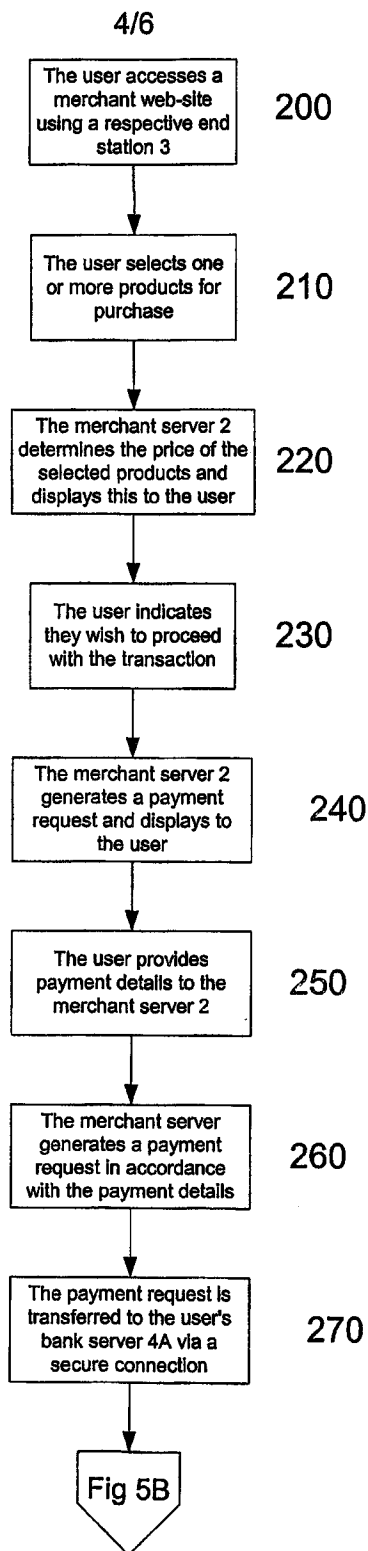 4/6
The user accesses a
merchant web-site
using a respective end
station 3
200
The user selects one
or more products for
purchase
210
The merchant server 2
determines the price of the
selected products and
displays this to the user
220
The user indicates
they wish to proceed
with the transaction
230
The merchant server 2
generates a payment
request and displays to
the user
240
The user provides
payment details to the
merchant server 2
250
The merchant server
generates a payment
request in accordance
with the payment details
260
The payment request is
transferred to the user's
bank server 4A via a
secure connection
270
Fig 5B